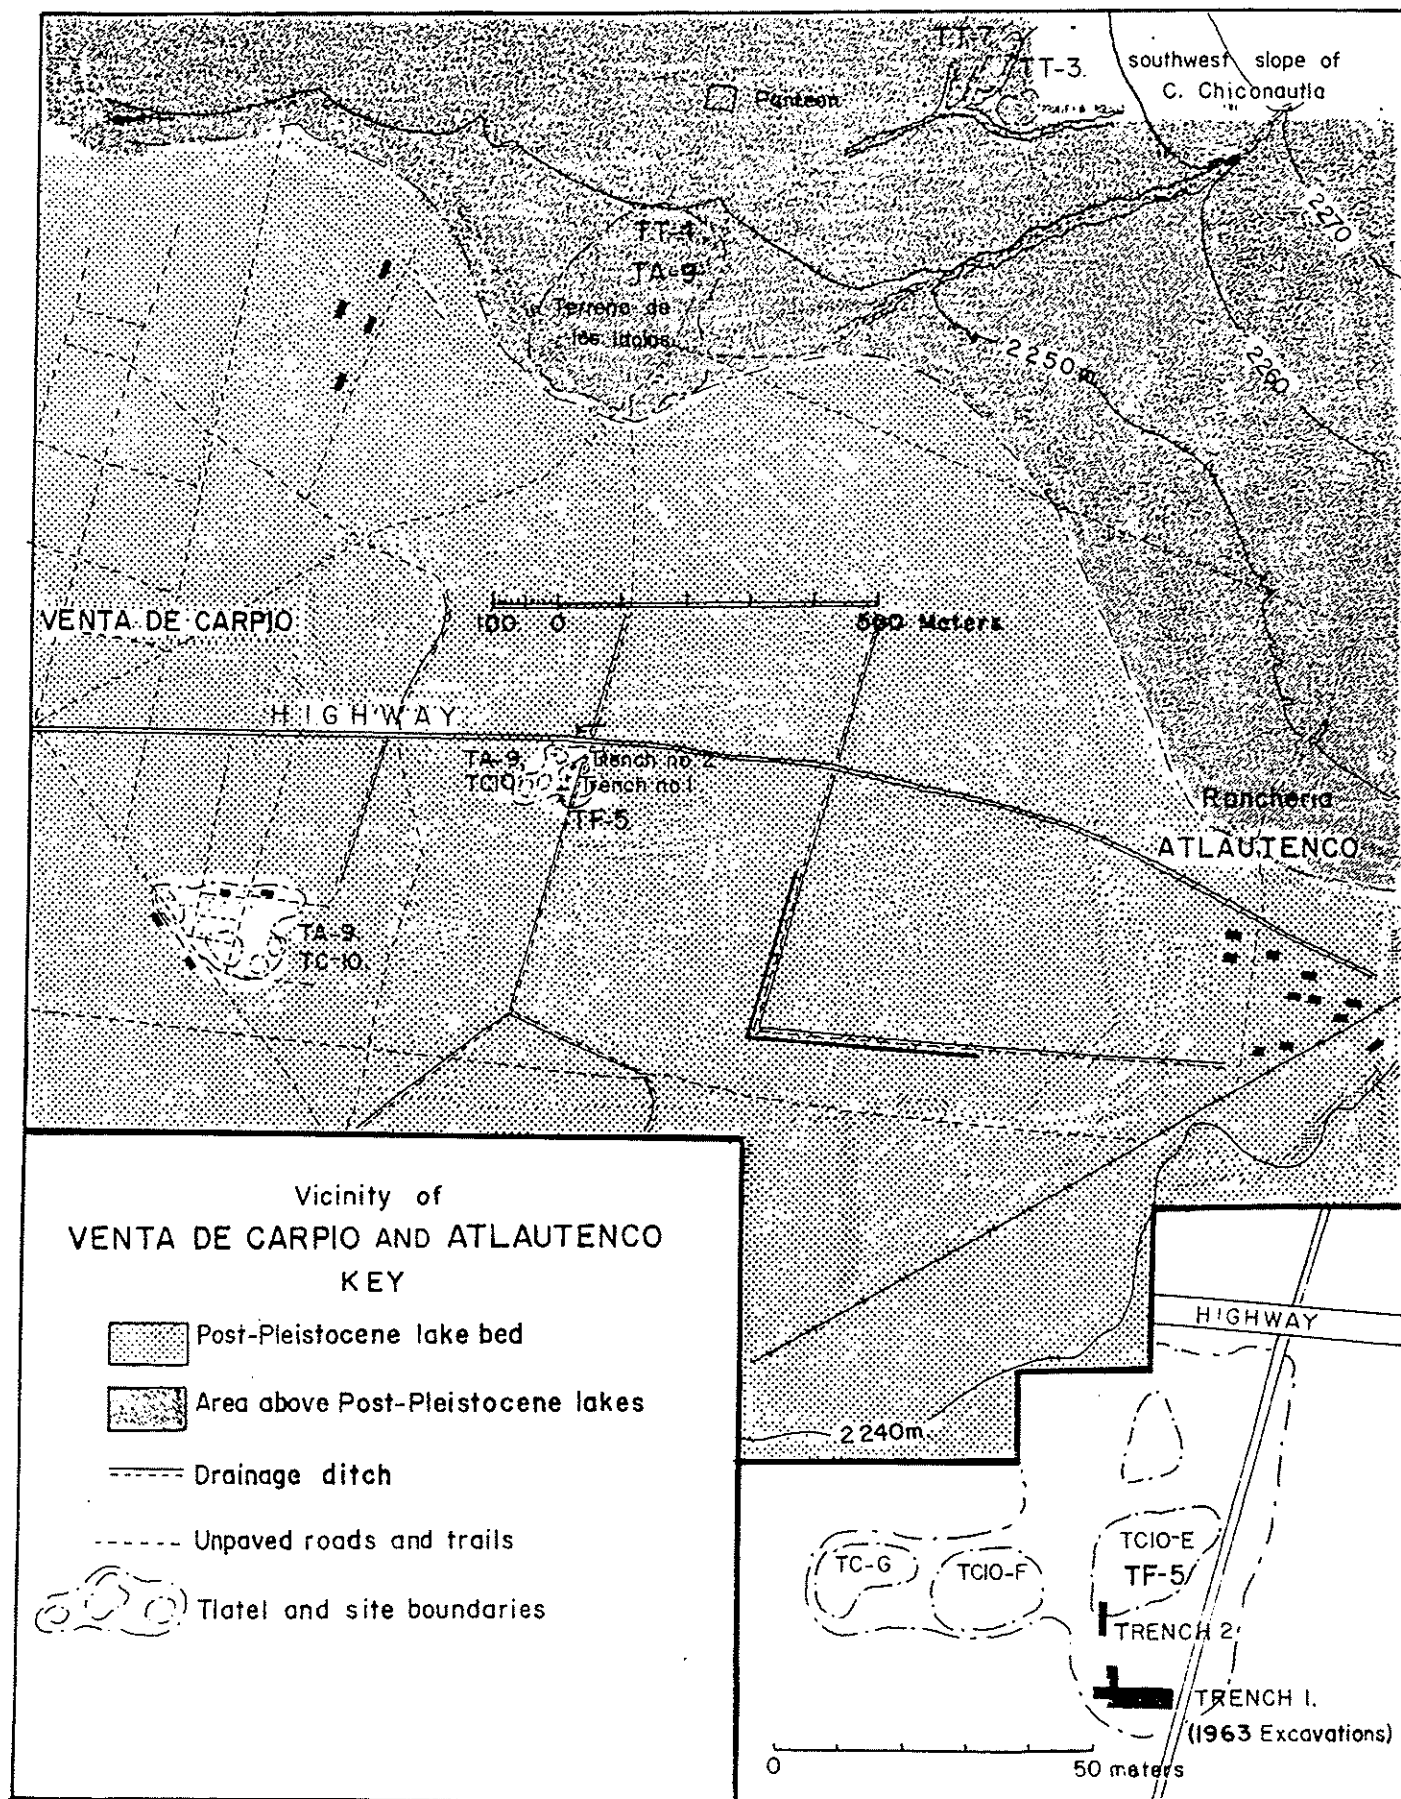 TT-7
TT-3.
southwest slope of
C. Chiconautla
Panteon
2270
TT-4
TA-9
Terreno de
los Idolos
2250m
2260
VENTA DE CARPIO
100 0 500 Meters
HIGHWAY
TA-9
TC10
Trench no. 2
Trench no. 1
TF-5
Rancheria
ATLAUTENCO
TA-9.
TC-10.
Vicinity of
VENTA DE CARPIO AND ATLAUTENCO
KEY
Post-Pleistocene lake bed
Area above Post-Pleistocene lakes
Drainage ditch
Unpaved roads and trails
Tlatel and site boundaries
2240m.
HIGHWAY
TC-G
TC10-F
TC10-E
TF-5
TRENCH 2
TRENCH 1.
(1963 Excavations)
0 50 meters